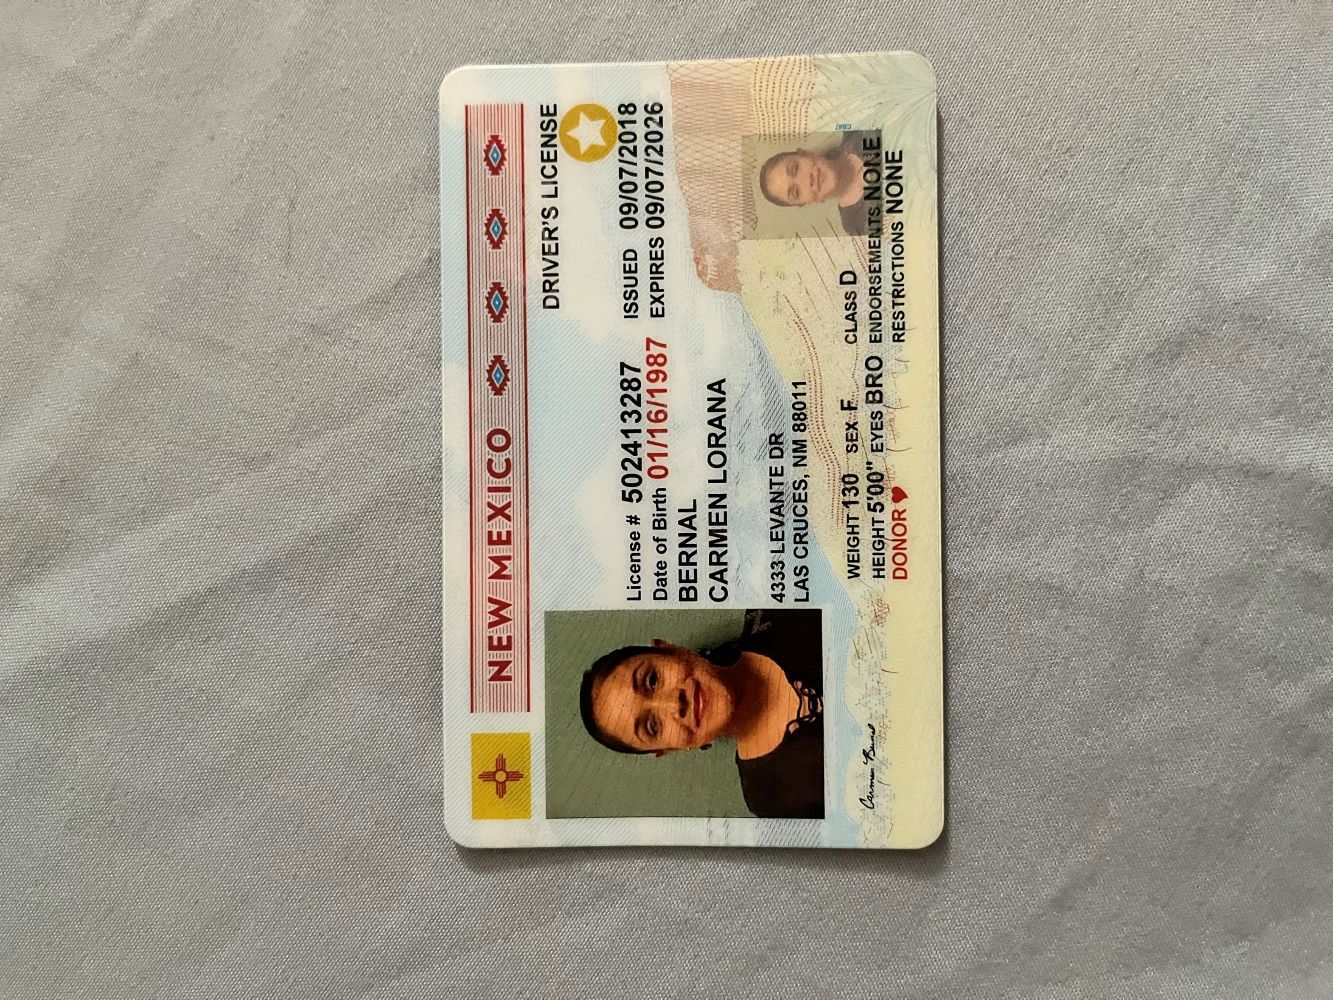 NEW MEXICO
DRIVER'S LICENSE
License # 502413287
ISSUED 09/07/2018
Date of Birth 01/16/1987
EXPIRES 09/07/2026
BERNAL
CARMEN LORANA
4333 LEVANTE DR
LAS CRUCES, NM 88011
WEIGHT 130 SEX F CLASS D
HEIGHT 5'00" EYES BRO ENDORSEMENTS NONE
DONOR RESTRICTIONS NONE
Carmen Bernal